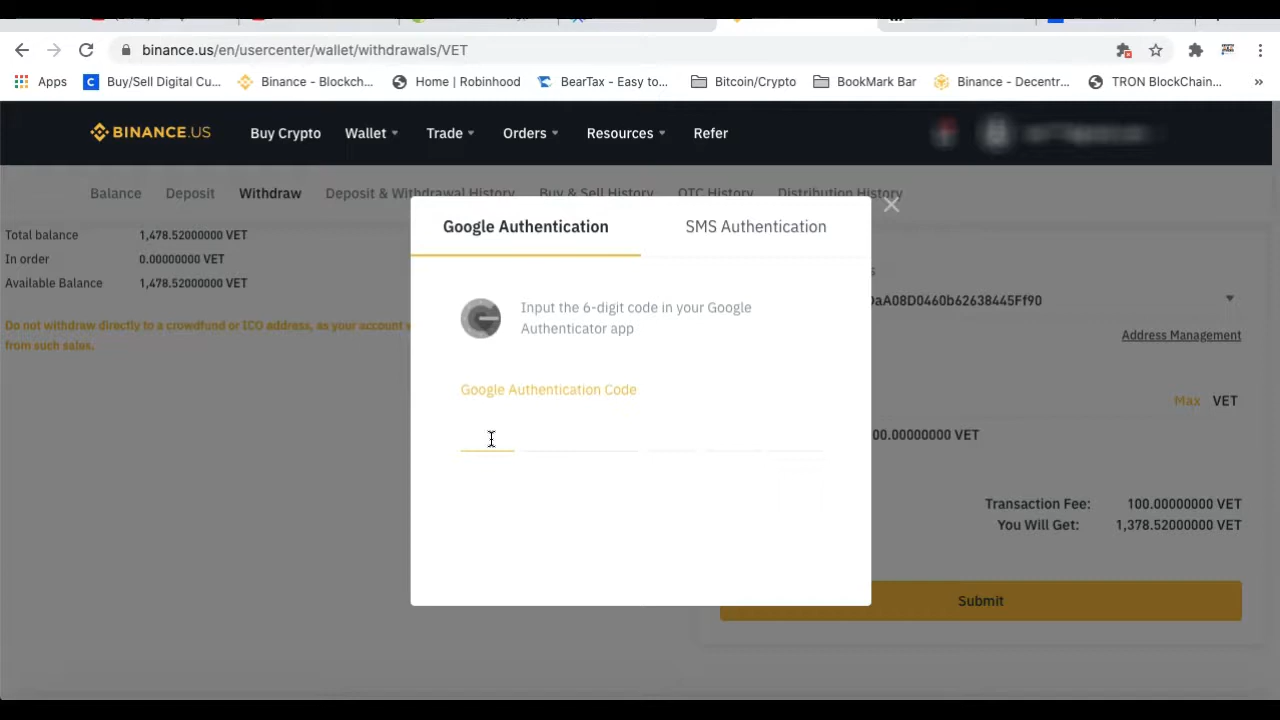 binance.us/en/usercenter/wallet/withdrawals/VET
Apps Buy/Sell Digital Cu... Binance - Blockch... Home | Robinhood BearTax - Easy to... Bitcoin/Crypto BookMark Bar Binance - Decentr... TRON BlockChain... »
BINANCE.US Buy Crypto Wallet Trade Orders Resources Refer
Balance Deposit Withdraw Deposit & Withdrawal History Buy & Sell History OTC History Distribution History
Total balance 1,478.52000000 VET
In order 0.00000000 VET
Available Balance 1,478.52000000 VET
Do not withdraw directly to a crowdfund or ICO address, as your account
from such sales.
Google Authentication SMS Authentication
Input the 6-digit code in your Google
Authenticator app
Google Authentication Code
aA08D0460b62638445Ff90
Address Management
Max VET
00.00000000 VET
Transaction Fee: 100.00000000 VET
You Will Get: 1,378.52000000 VET
Submit